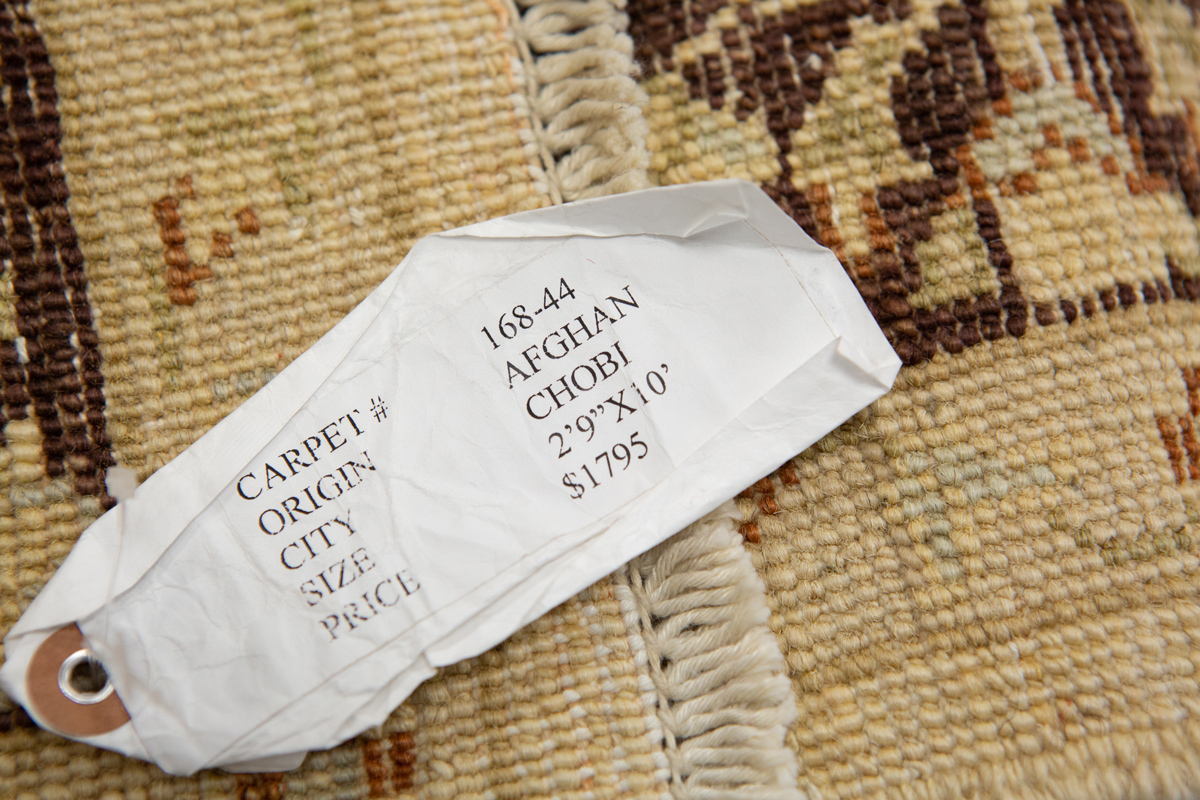 CARPET # 168-44
ORIGIN AFGHAN
CITY CHOBI
SIZE 2’9”X10’
PRICE $1795